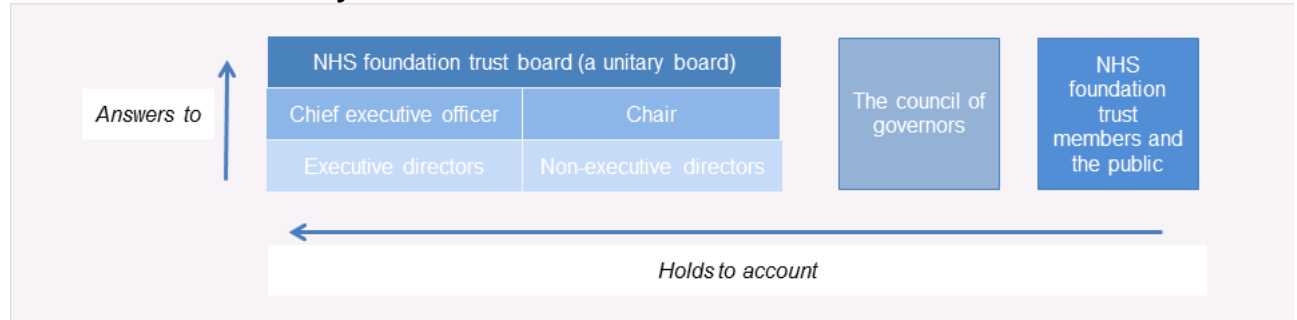 NHS foundation trust board (a unitary board)
Answers to
Chief executive officer
Chair
Executive directors
Non-executive directors
The council of
governors
NHS
foundation
trust
members and
the public
Holds to account